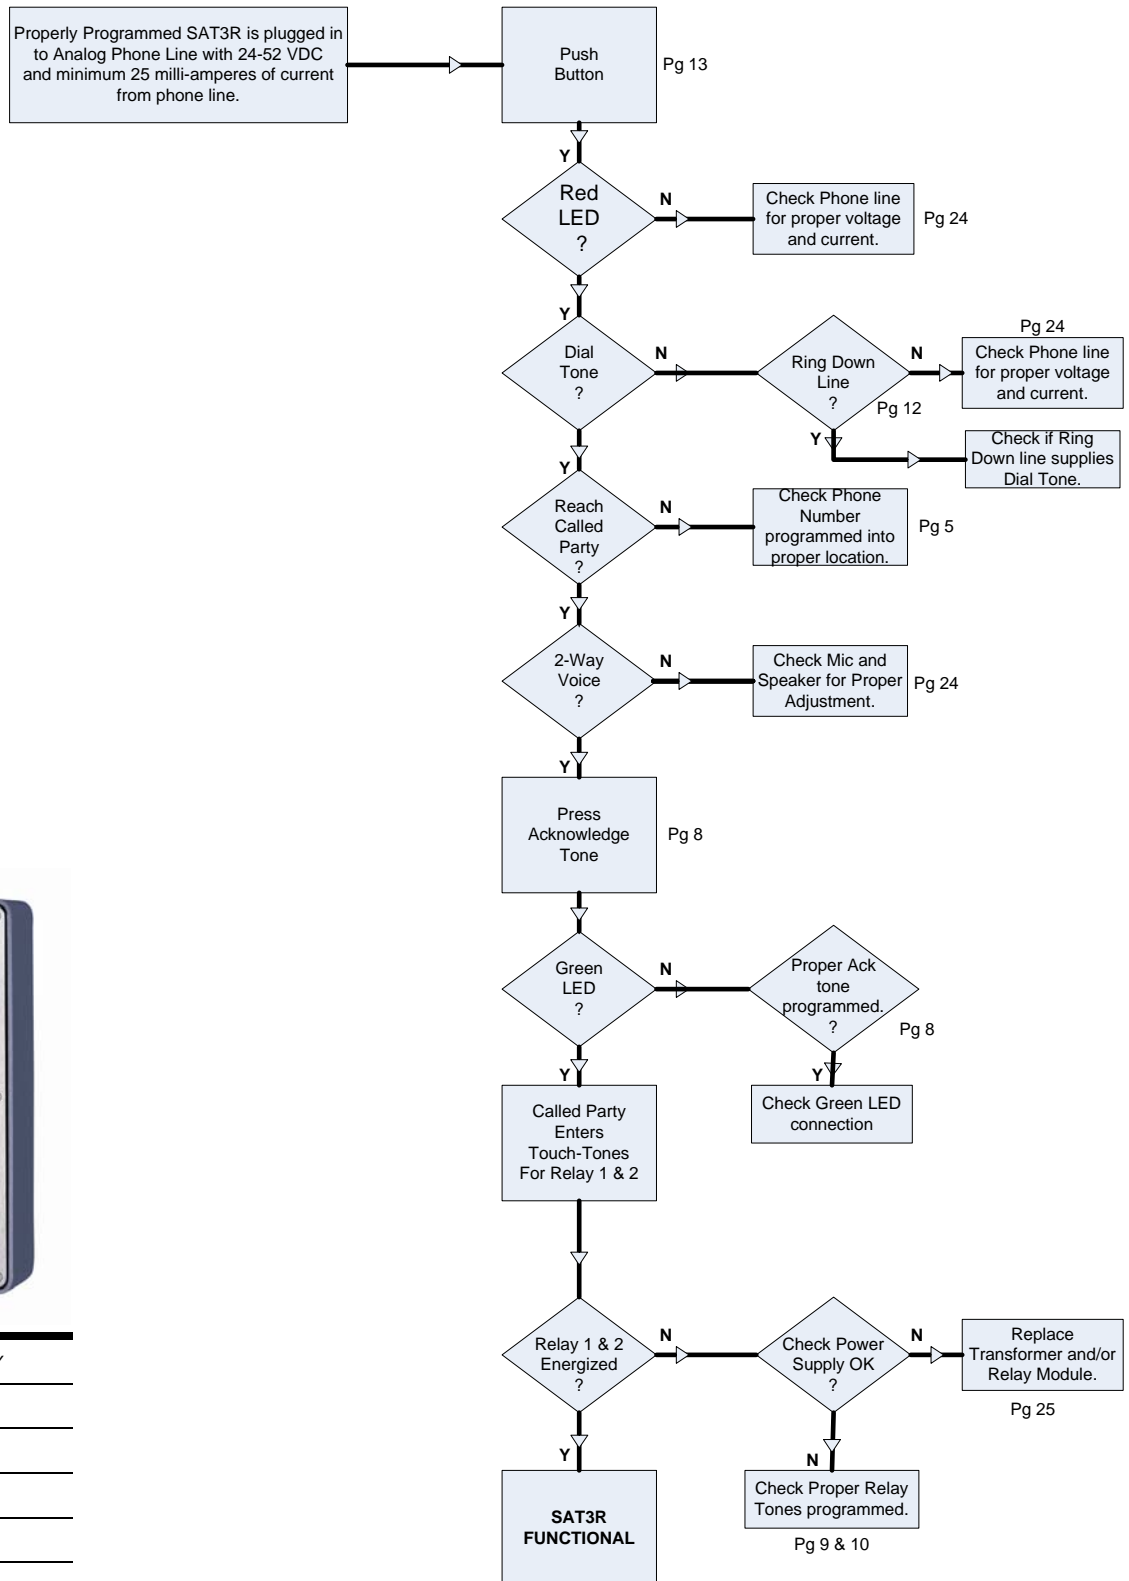 Properly Programmed SAT3R is plugged in
to Analog Phone Line with 24-52 VDC
and minimum 25 milli-amperes of current
from phone line.
Push
Button
Pg 13
Y
Red
LED
?
N
Check Phone line
for proper voltage
and current.
Pg 24
Y
Dial
Tone
?
N
Ring Down
Line
?
Pg 12
N
Pg 24
Check Phone line
for proper voltage
and current.
Y
Check if Ring
Down line supplies
Dial Tone.
Y
Reach
Called
Party
?
N
Check Phone
Number
programmed into
proper location.
Pg 5
Y
2-Way
Voice
?
N
Check Mic and
Speaker for Proper
Adjustment.
Pg 24
Y
Press
Acknowledge
Tone
Pg 8
Green
LED
?
N
Proper Ack
tone
programmed.
?
Pg 8
Y
Check Green LED
connection
Y
Called Party
Enters
Touch-Tones
For Relay 1 & 2
Relay 1 & 2
Energized
?
N
Check Power
Supply OK
?
N
Replace
Transformer and/or
Relay Module.
Pg 25
N
Check Proper Relay
Tones programmed.
Pg 9 & 10
Y
SAT3R
FUNCTIONAL